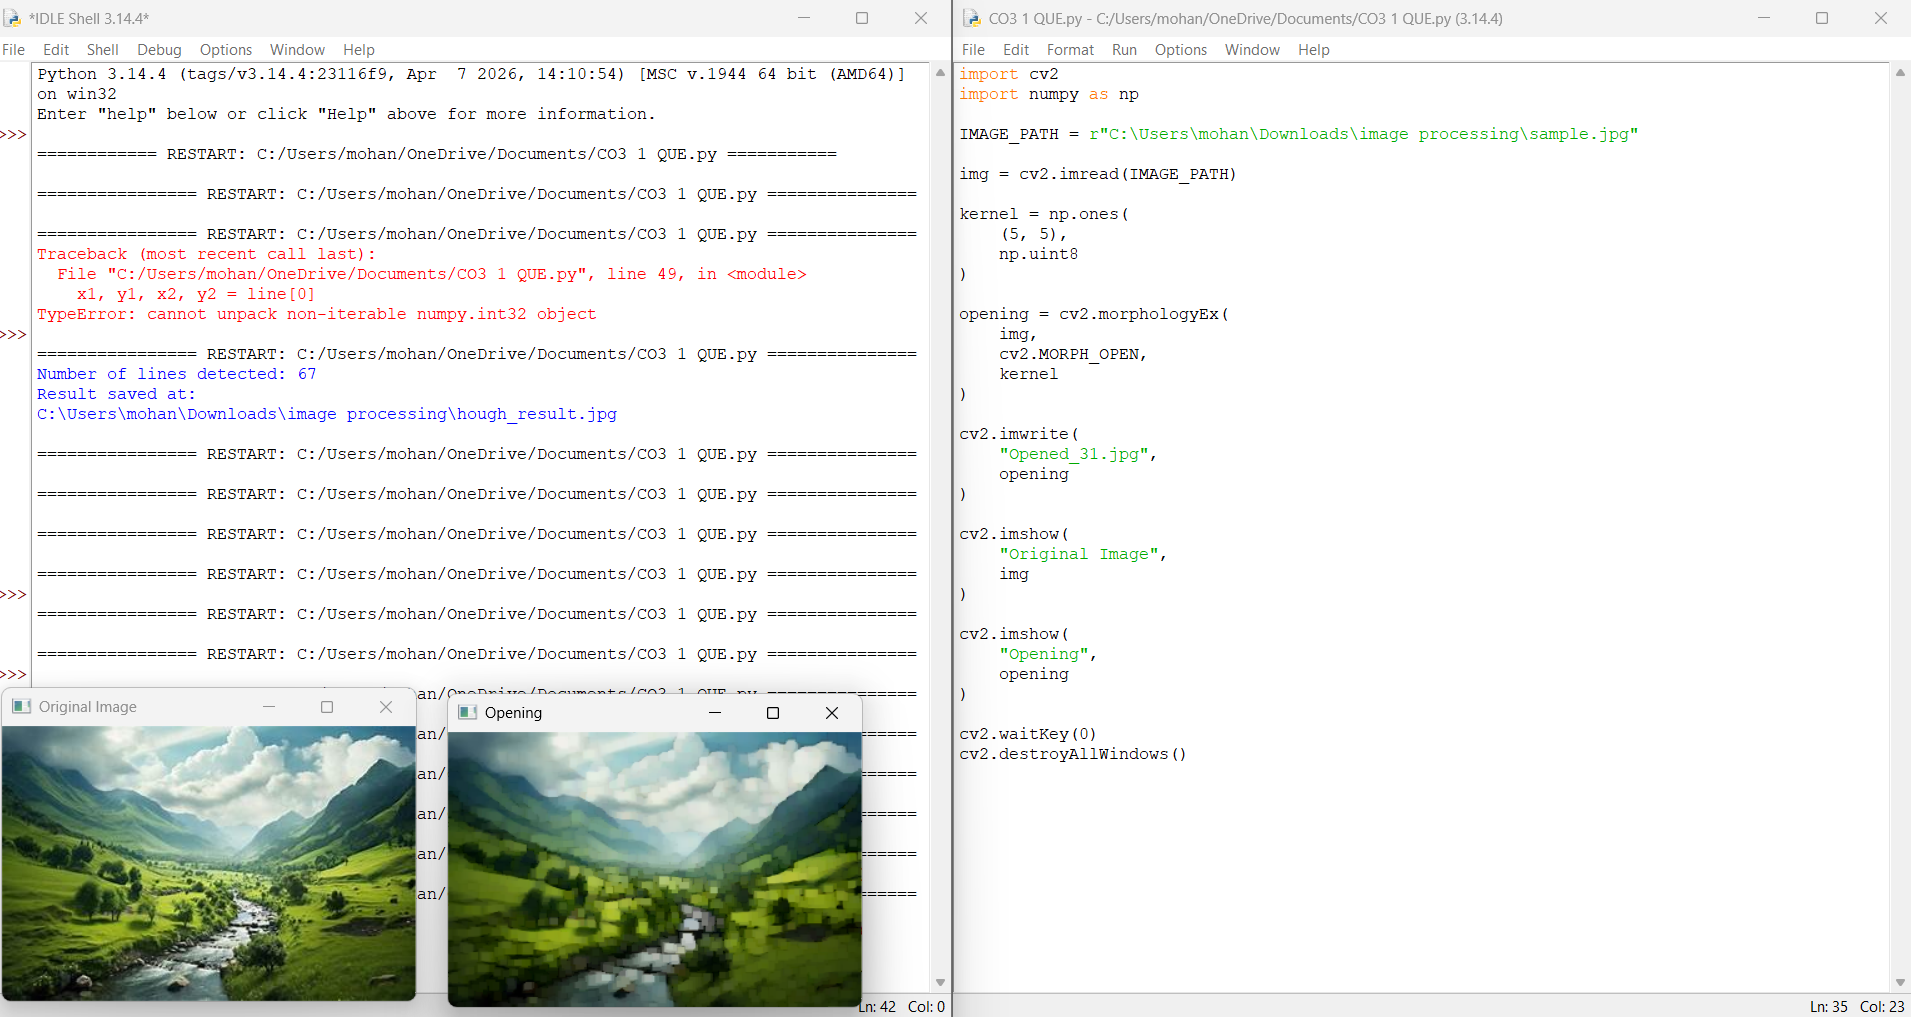 *IDLE Shell 3.14.4*
File Edit Shell Debug Options Window Help
Python 3.14.4 (tags/v3.14.4:23116f9, Apr  7 2026, 14:10:54) [MSC v.1944 64 bit (AMD64)]
on win32
Enter "help" below or click "Help" above for more information.
>>>
============ RESTART: C:/Users/mohan/OneDrive/Documents/CO3 1 QUE.py ===========
================ RESTART: C:/Users/mohan/OneDrive/Documents/CO3 1 QUE.py ===============
================ RESTART: C:/Users/mohan/OneDrive/Documents/CO3 1 QUE.py ===============
Traceback (most recent call last):
  File "C:/Users/mohan/OneDrive/Documents/CO3 1 QUE.py", line 49, in <module>
    x1, y1, x2, y2 = line[0]
TypeError: cannot unpack non-iterable numpy.int32 object
>>>
================ RESTART: C:/Users/mohan/OneDrive/Documents/CO3 1 QUE.py ===============
Number of lines detected: 67
Result saved at:
C:\Users\mohan\Downloads\image processing\hough_result.jpg
================ RESTART: C:/Users/mohan/OneDrive/Documents/CO3 1 QUE.py ===============
================ RESTART: C:/Users/mohan/OneDrive/Documents/CO3 1 QUE.py ===============
================ RESTART: C:/Users/mohan/OneDrive/Documents/CO3 1 QUE.py ===============
================ RESTART: C:/Users/mohan/OneDrive/Documents/CO3 1 QUE.py ===============
>>>
================ RESTART: C:/Users/mohan/OneDrive/Documents/CO3 1 QUE.py ===============
================ RESTART: C:/Users/mohan/OneDrive/Documents/CO3 1 QUE.py ===============
>>>
an/OneDrive/Documents/CO3 1 QUE.py ===============
an/ ======
an/ ======
an/ ======
an/ ======
an/ ======
Original Image
Opening
Ln: 42 Col: 0
CO3 1 QUE.py - C:/Users/mohan/OneDrive/Documents/CO3 1 QUE.py (3.14.4)
File Edit Format Run Options Window Help
import cv2
import numpy as np
IMAGE_PATH = r"C:\Users\mohan\Downloads\image processing\sample.jpg"
img = cv2.imread(IMAGE_PATH)
kernel = np.ones(
    (5, 5),
    np.uint8
)
opening = cv2.morphologyEx(
    img,
    cv2.MORPH_OPEN,
    kernel
)
cv2.imwrite(
    "Opened_31.jpg",
    opening
)
cv2.imshow(
    "Original Image",
    img
)
cv2.imshow(
    "Opening",
    opening
)
cv2.waitKey(0)
cv2.destroyAllWindows()
Ln: 35 Col: 23